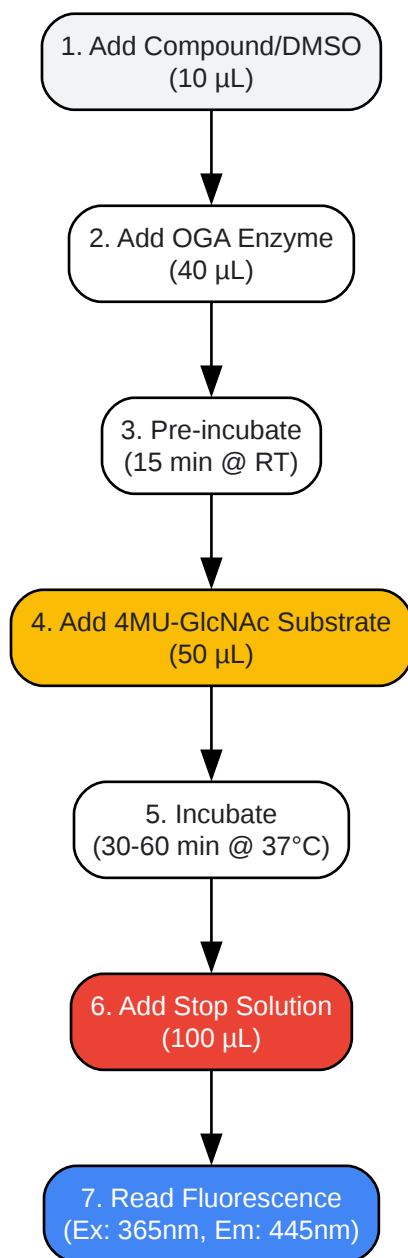 1. Add Compound/DMSO
(10 µL)
2. Add OGA Enzyme
(40 µL)
3. Pre-incubate
(15 min @ RT)
4. Add 4MU-GlcNAc Substrate
(50 µL)
5. Incubate
(30-60 min @ 37°C)
6. Add Stop Solution
(100 µL)
7. Read Fluorescence
(Ex: 365nm, Em: 445nm)